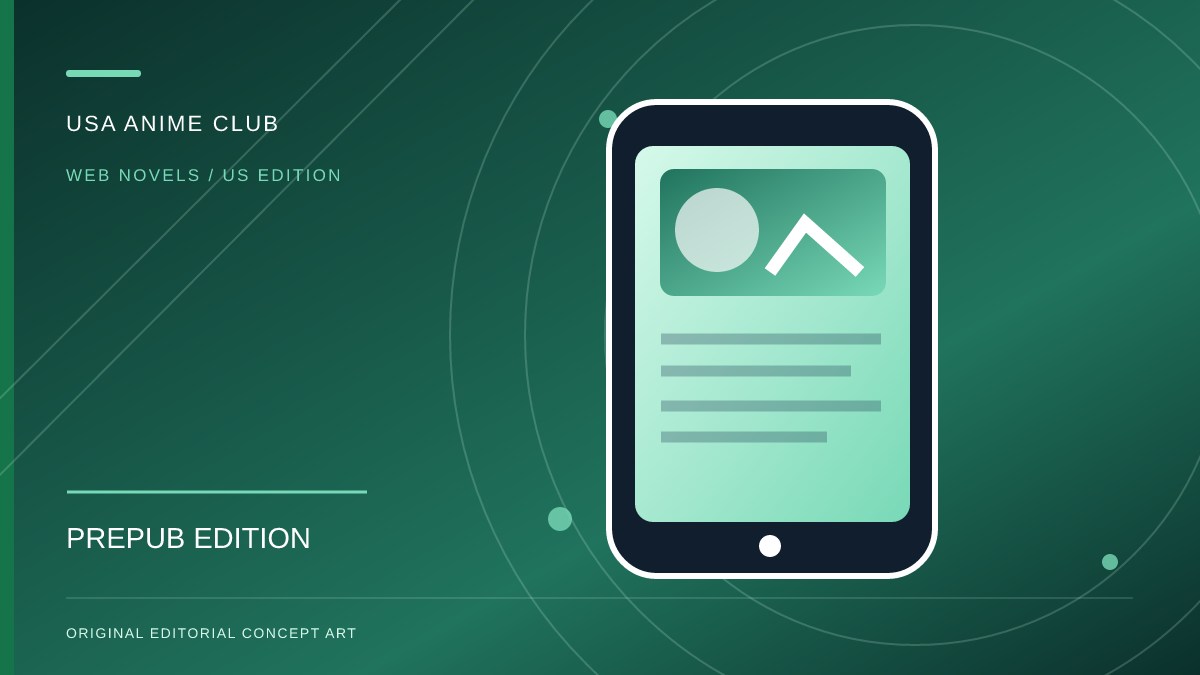 USA ANIME CLUB
WEB NOVELS / US EDITION
PREPUB EDITION
ORIGINAL EDITORIAL CONCEPT ART